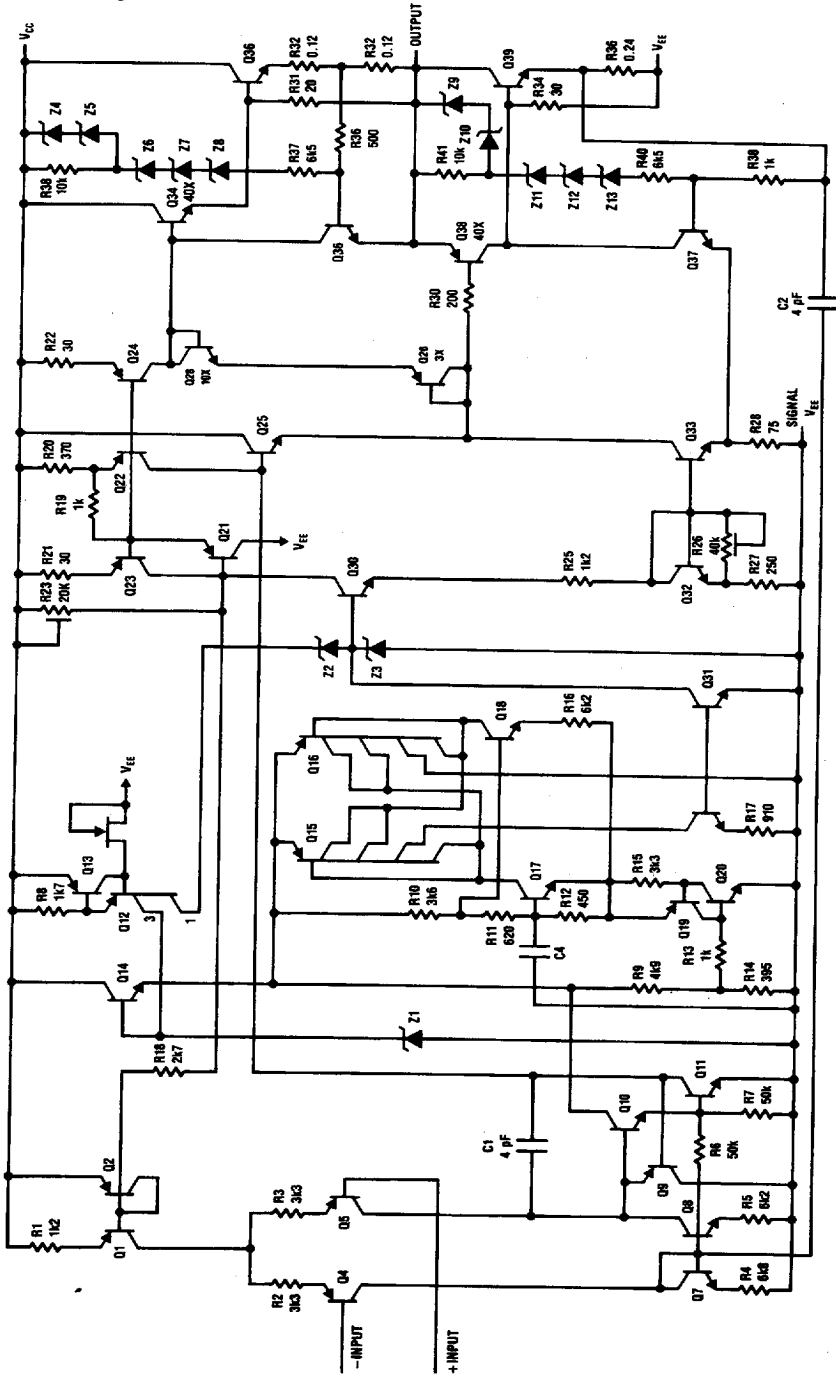 VCC
R38
10k
Z4
Z5
Z6
Z7
Z8
Q34
40X
Q36
R32
0.12
R31
20
R32
0.12
R36
500
R37
6k5
Q36
OUTPUT
Q39
R36
0.24
VEE
R34
30
Z9
Z10
R41
10k
Z11
Z12
Z13
R40
6k5
R38
1k
Q38
40X
Q37
R30
200
C2
4 pF
R22
30
Q24
Q28
10X
Q26
3X
R20
370
R19
1k
Q22
Q25
Q33
R28
75
SIGNAL
VEE
R21
30
R23
20K
Q23
Q21
VEE
Q30
R25
1k2
Q32
R26
40k
R27
250
Z2
Z3
Q31
VEE
Q16
Q18
R16
6k2
Q15
R17
910
R8
1k7
Q13
Q12
3
1
R10
3k6
R11
620
Q17
R12
450
R15
3k3
Q20
Q19
C4
R13
1k
R9
4k9
R14
395
Q14
Z1
R18
2k7
Q2
R1
1k2
Q1
R3
3k3
R2
3k3
Q5
Q4
C1
4 pF
Q10
Q11
Q9
R6
50k
R7
50k
Q8
R5
6k2
Q7
R4
6k8
-INPUT
+INPUT